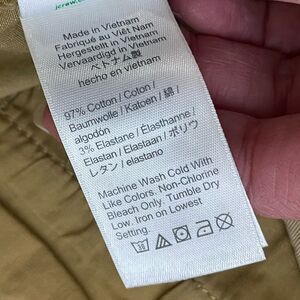 jcrew.c
Made in Vietnam
Fabriqué au Viêt Nam
Hergestellt in Vietnam
Vervaardigd in Vietnam
ベトナム製
hecho en vietnam
97% Cotton / Coton /
Baumwolle / Katoen / 綿 /
algodón
3% Elastane / Élasthanne /
Elastan / Elastaan / ポリウ
レタン / elastano
Machine Wash Cold With
Like Colors. Non-Chlorine
Bleach Only. Tumble Dry
Low. Iron on Lowest
Setting.